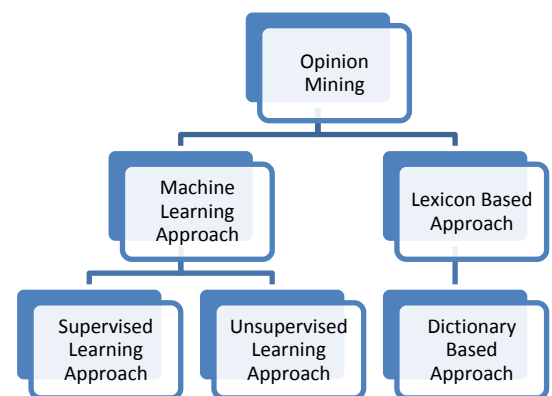 Opinion
Mining
Machine
Learning
Approach
Lexicon Based
Approach
Supervised
Learning
Approach
Unsupervised
Learning
Approach
Dictionary
Based
Approach